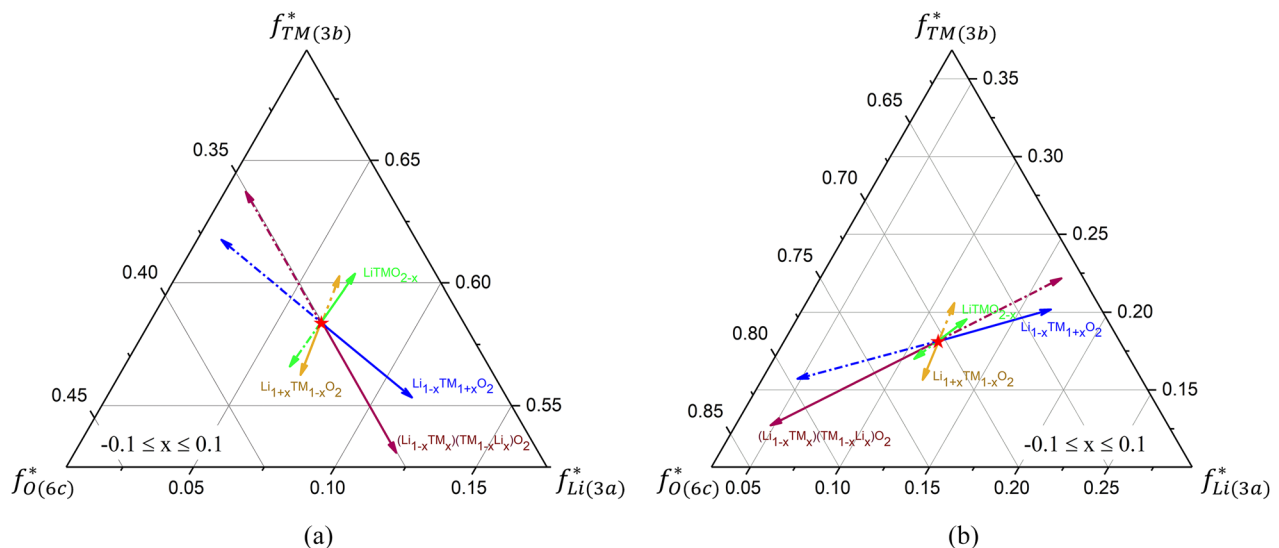 f*TM(3b)
0.35
0.65
0.40
0.60
LiTMO2-x
Li1+xTM1-xO2
Li1-xTM1+xO2
0.45
0.55
(Li1-xTMx)(TM1-xLix)O2
-0.1 ≤ x ≤ 0.1
f*O(6c)
0.05
0.10
0.15
f*Li(3a)
(a)
f*TM(3b)
0.35
0.65
0.30
0.70
0.25
0.75
0.20
LiTMO2-x
Li1-xTM1+xO2
0.80
0.15
Li1+xTM1-xO2
0.85
(Li1-xTMx)(TM1-xLix)O2
-0.1 ≤ x ≤ 0.1
f*O(6c)
0.05
0.10
0.15
0.20
0.25
f*Li(3a)
(b)